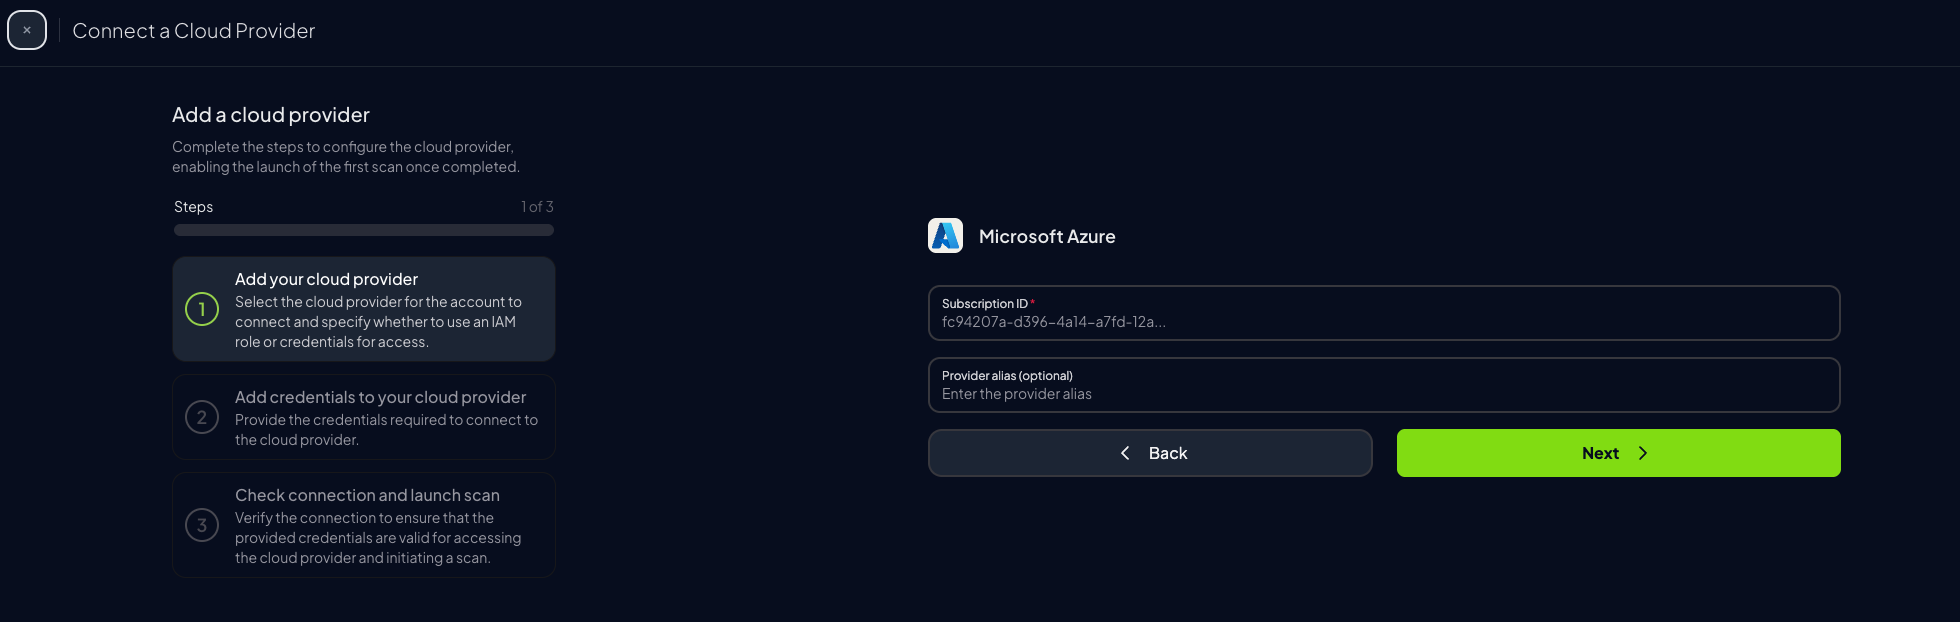 ×
Connect a Cloud Provider
Add a cloud provider
Complete the steps to configure the cloud provider,
enabling the launch of the first scan once completed.
Steps
1 of 3
1
Add your cloud provider
Select the cloud provider for the account to
connect and specify whether to use an IAM
role or credentials for access.
2
Add credentials to your cloud provider
Provide the credentials required to connect to
the cloud provider.
3
Check connection and launch scan
Verify the connection to ensure that the
provided credentials are valid for accessing
the cloud provider and initiating a scan.
Microsoft Azure
Subscription ID *
fc94207a-d396-4a14-a7fd-12a...
Provider alias (optional)
Enter the provider alias
Back
Next